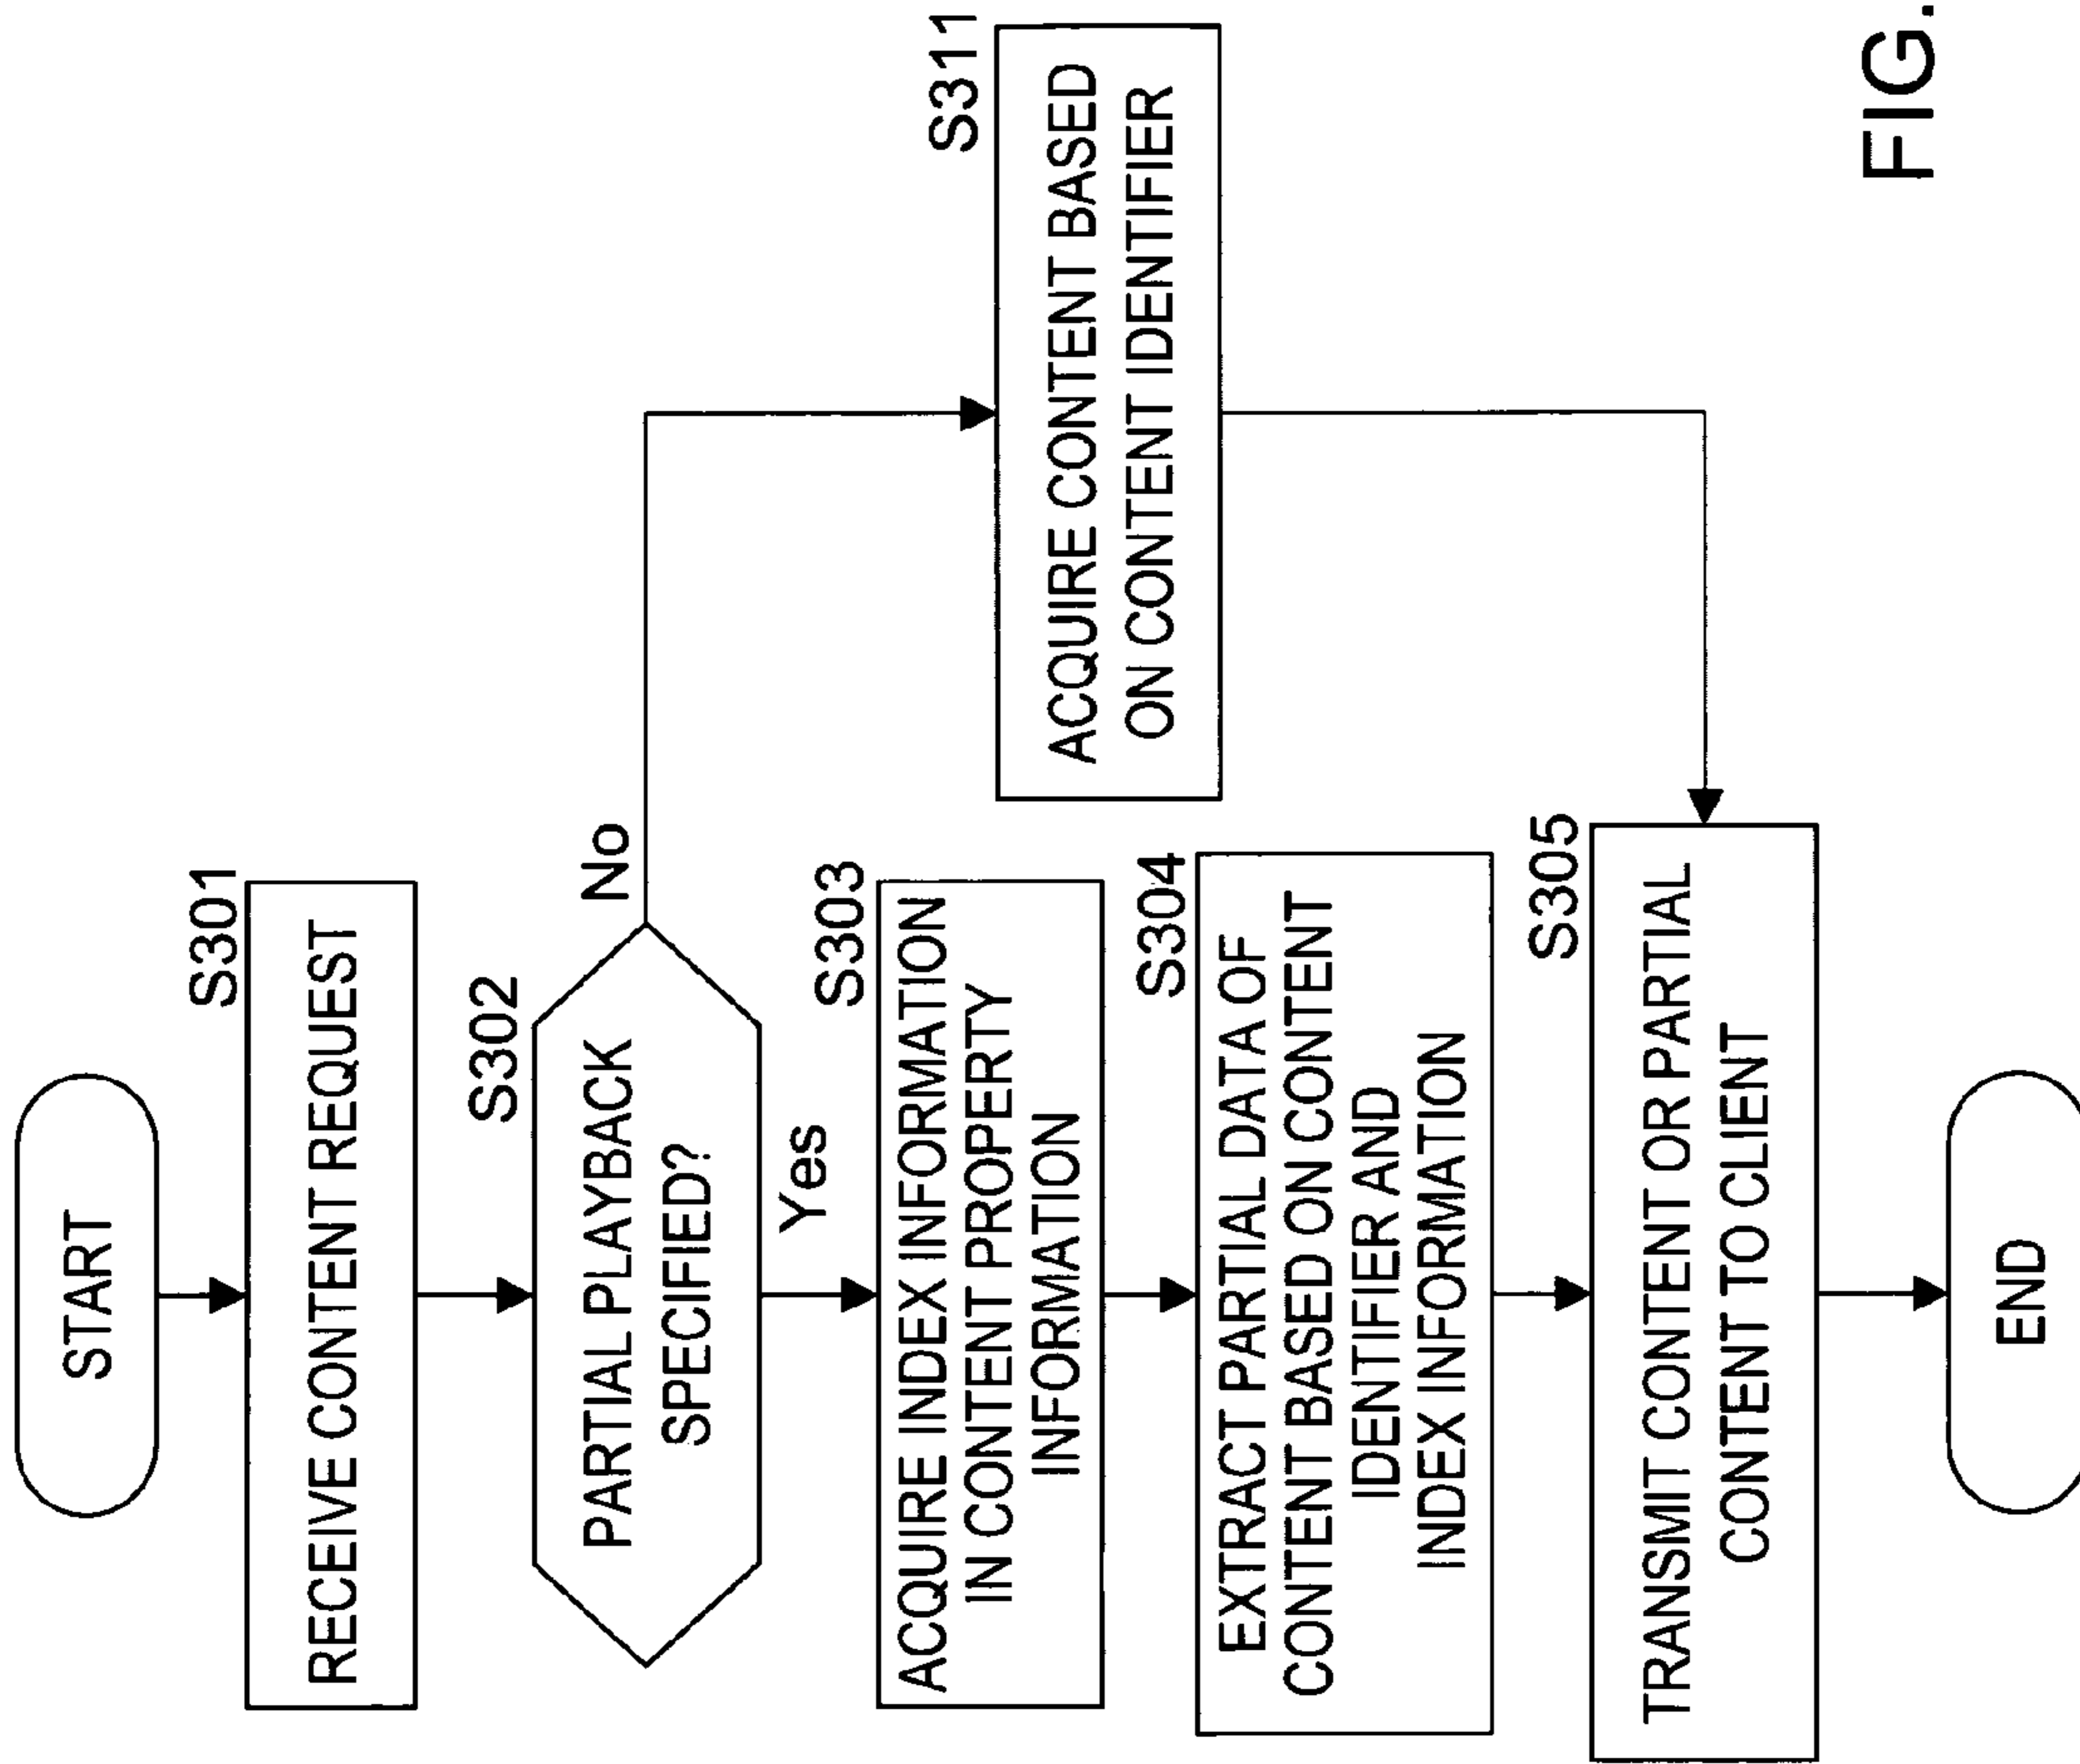 START
S301
RECEIVE CONTENT REQUEST
S302
PARTIAL PLAYBACK
SPECIFIED?
No
Yes
S303
ACQUIRE INDEX INFORMATION
IN CONTENT PROPERTY
INFORMATION
S311
ACQUIRE CONTENT BASED
ON CONTENT IDENTIFIER
S304
EXTRACT PARTIAL DATA OF
CONTENT BASED ON CONTENT
IDENTIFIER AND
INDEX INFORMATION
S305
TRANSMIT CONTENT OR PARTIAL
CONTENT TO CLIENT
END
FIG.